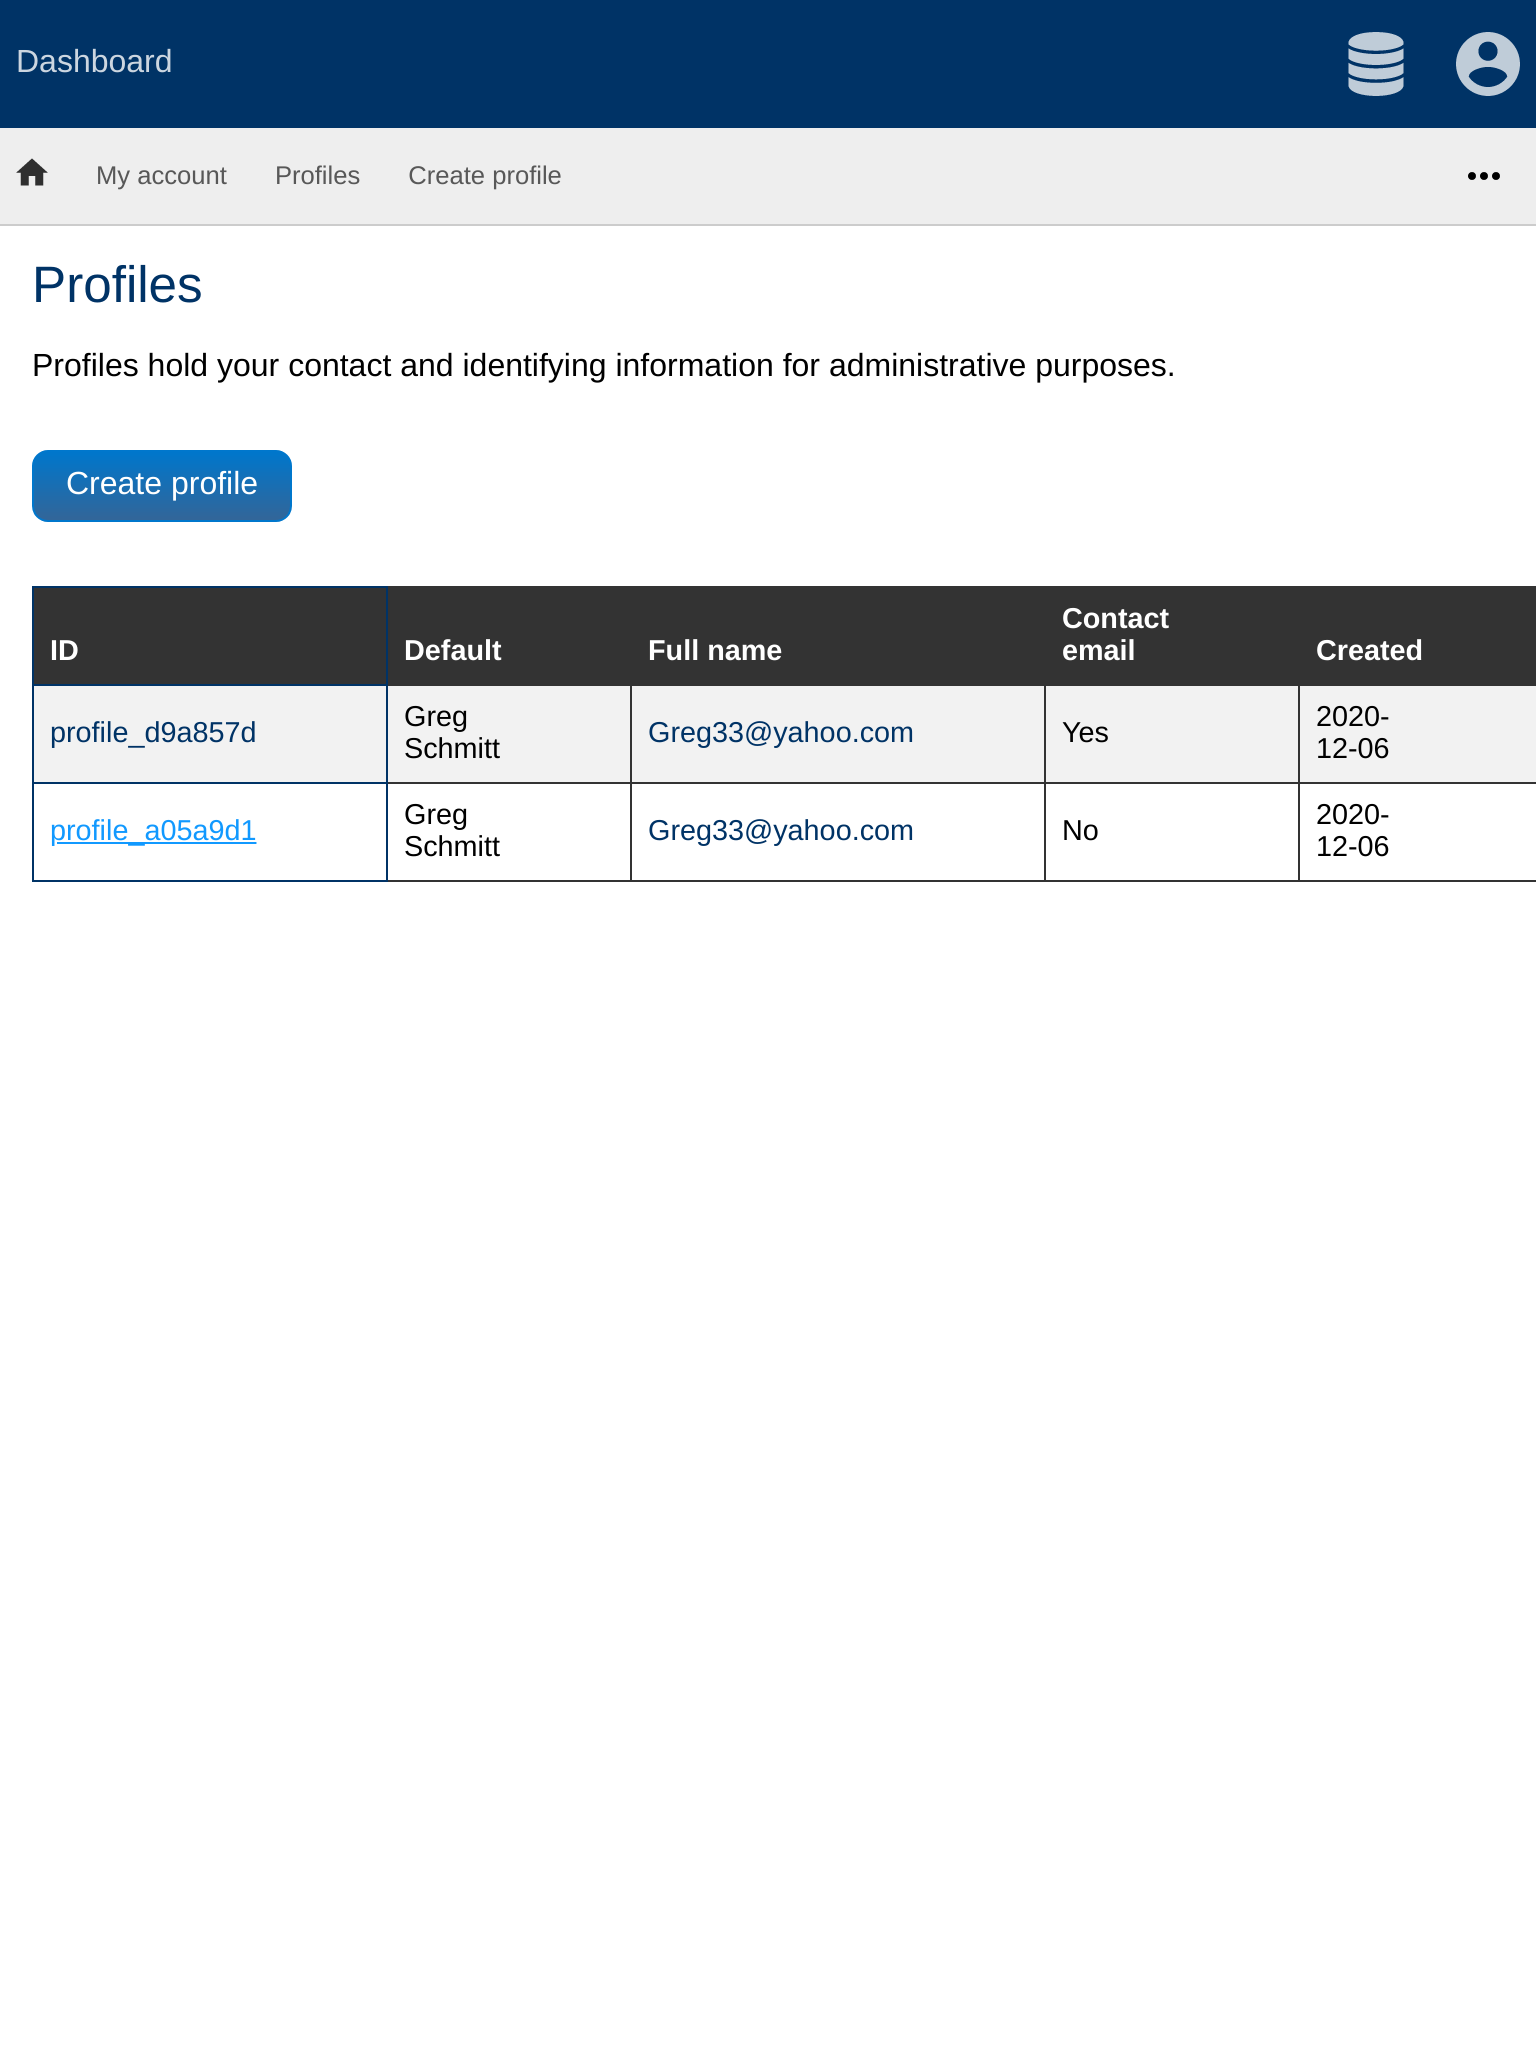 Dashboard
My account Profiles Create profile
Profiles
Profiles hold your contact and identifying information for administrative purposes.
Create profile
ID Default Full name Contact email Created
profile_d9a857d Greg Schmitt Greg33@yahoo.com Yes 2020-12-06
profile_a05a9d1 Greg Schmitt Greg33@yahoo.com No 2020-12-06